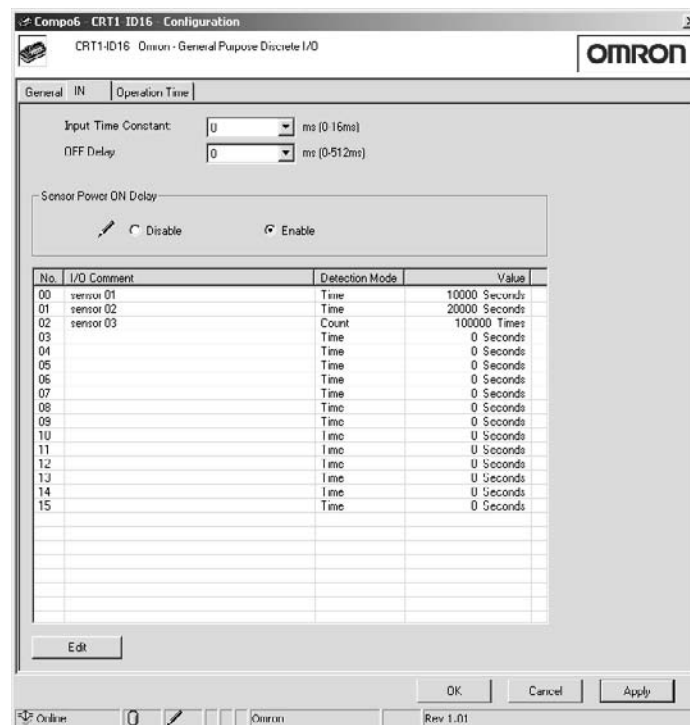 Compo6 - CRT1-ID16 - Configuration
CRT1-ID16 Omron - General Purpose Discrete I/O
OMRON
General IN Operation Time
Input Time Constant: 0 ms (0-16ms)
OFF Delay: 0 ms (0-512ms)
Sensor Power ON Delay
Disable Enable
No. I/O Comment Detection Mode Value
00 sensor 01 Time 10000 Seconds
01 sensor 02 Time 20000 Seconds
02 sensor 03 Count 100000 Times
03 Time 0 Seconds
04 Time 0 Seconds
05 Time 0 Seconds
06 Time 0 Seconds
07 Time 0 Seconds
08 Time 0 Seconds
09 Time 0 Seconds
10 Time 0 Seconds
11 Time 0 Seconds
12 Time 0 Seconds
13 Time 0 Seconds
14 Time 0 Seconds
15 Time 0 Seconds
Edit
OK Cancel Apply
Online Omron Rev 1.01